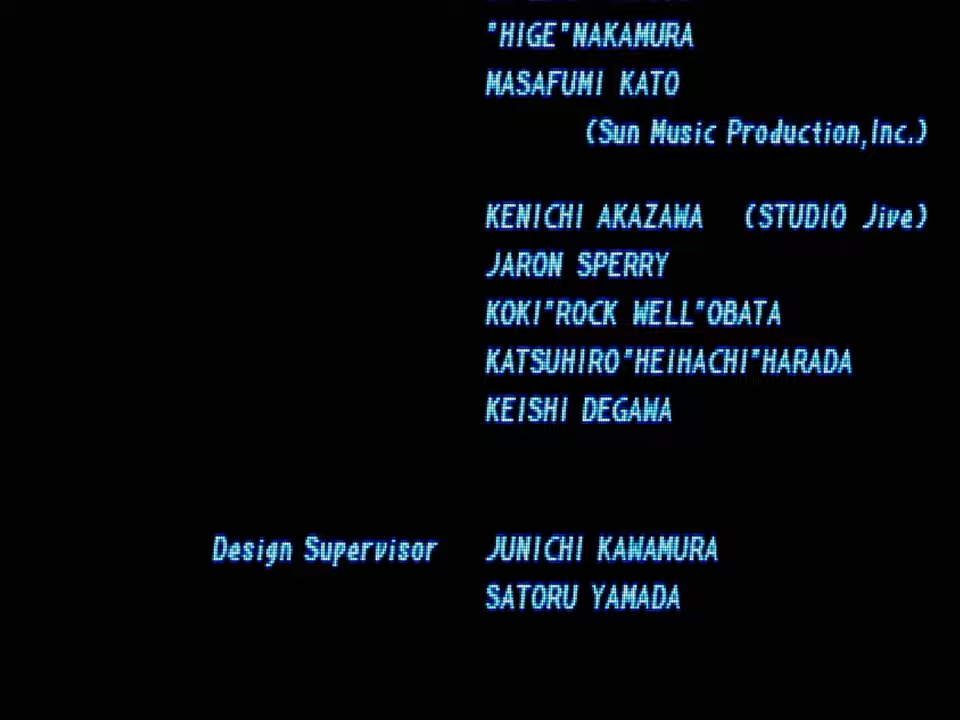 "HIGE"NAKAMURA
MASAFUMI KATO
(Sun Music Production,Inc.)
KENICHI AKAZAWA (STUDIO Jive)
JARON SPERRY
KOKI"ROCK WELL"OBATA
KATSUHIRO"HEIHACHI"HARADA
KEISHI DEGAWA
Design Supervisor JUNICHI KAWAMURA
SATORU YAMADA